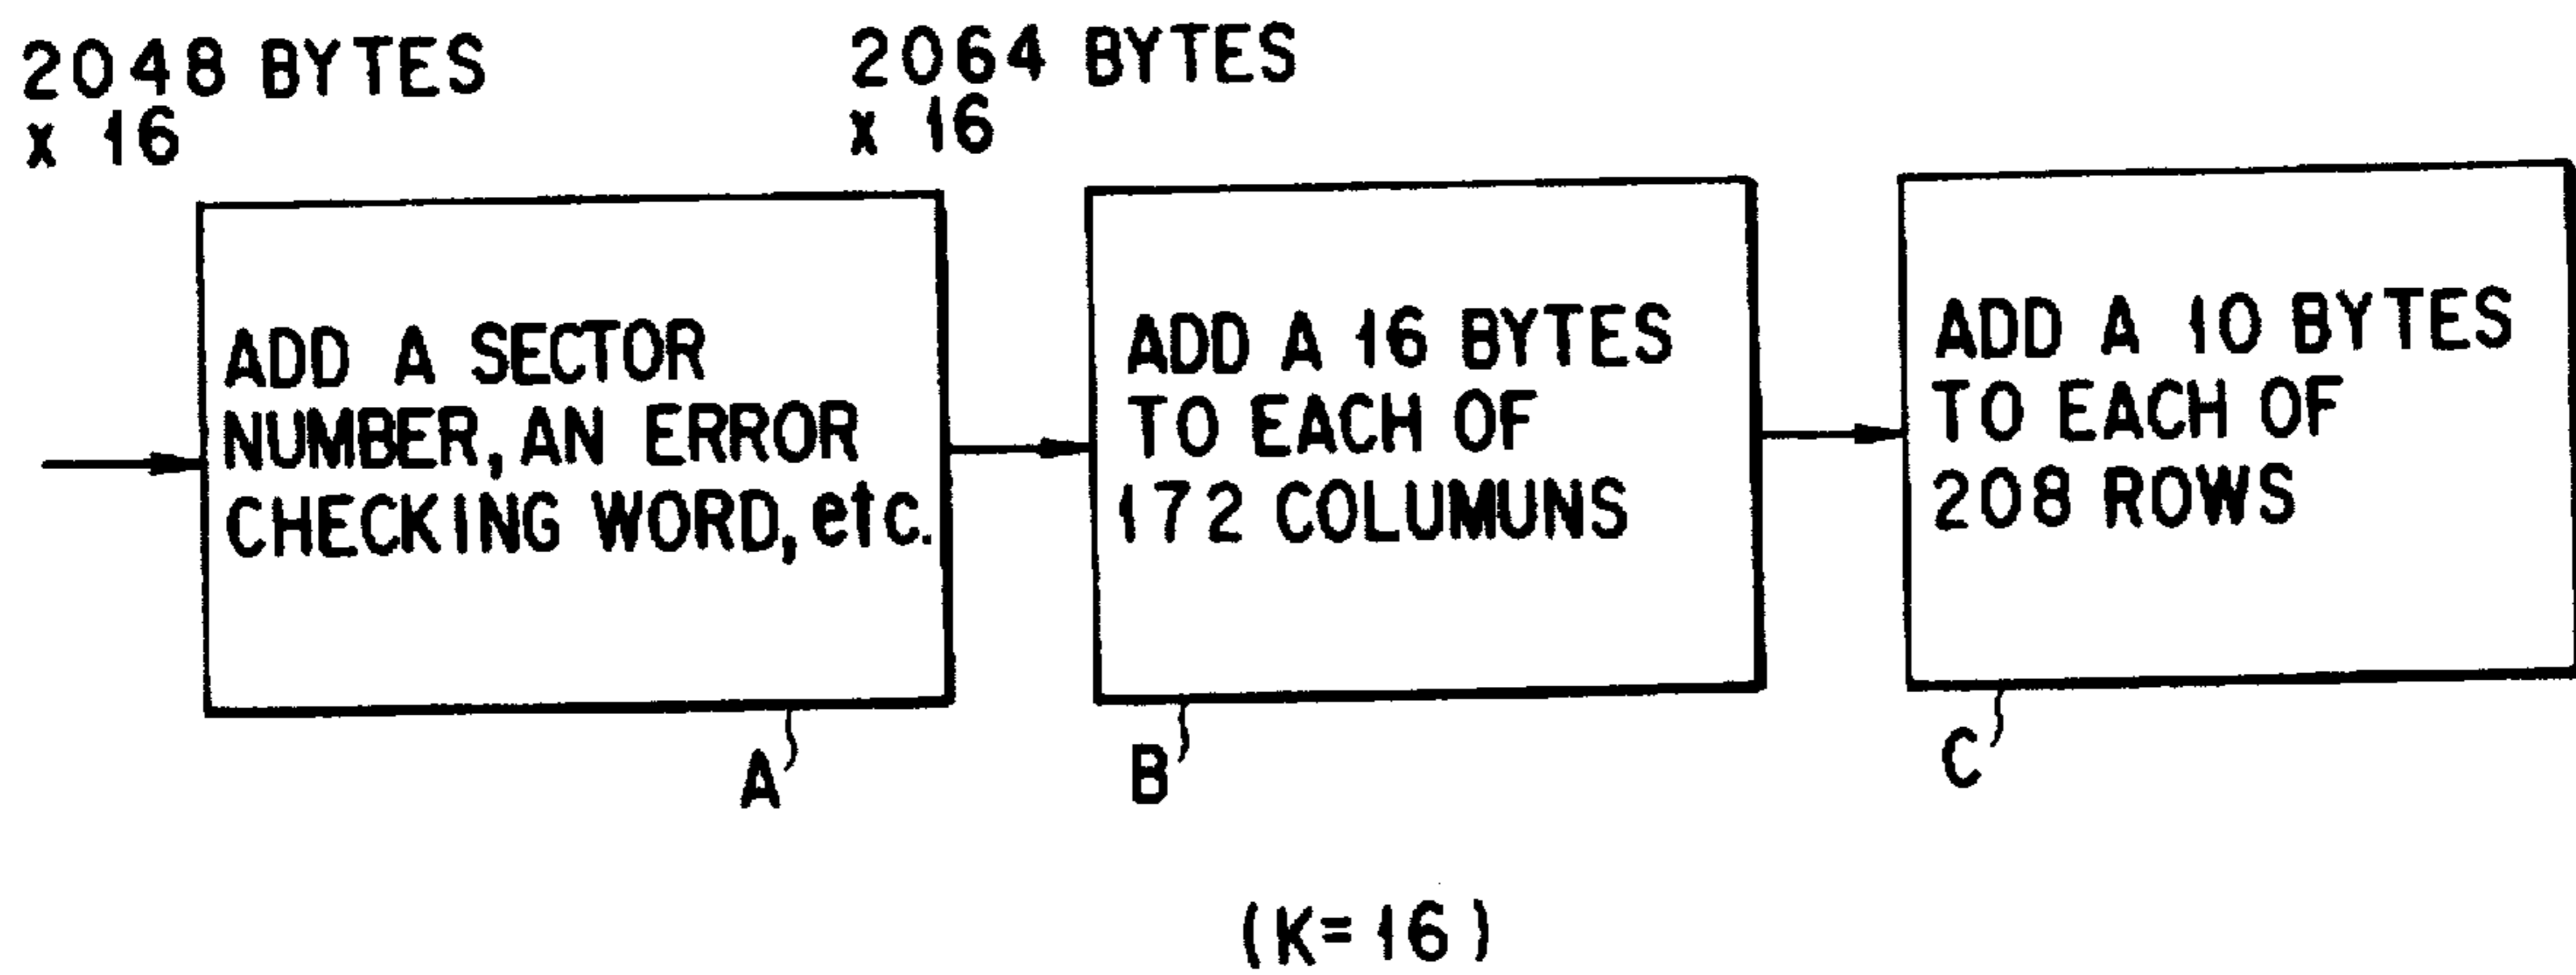 2048 BYTES
x 16
2064 BYTES
x 16
ADD A SECTOR
NUMBER, AN ERROR
CHECKING WORD, etc.
ADD A 16 BYTES
TO EACH OF
172 COLUMUNS
ADD A 10 BYTES
TO EACH OF
208 ROWS
A
B
C
(K=16)